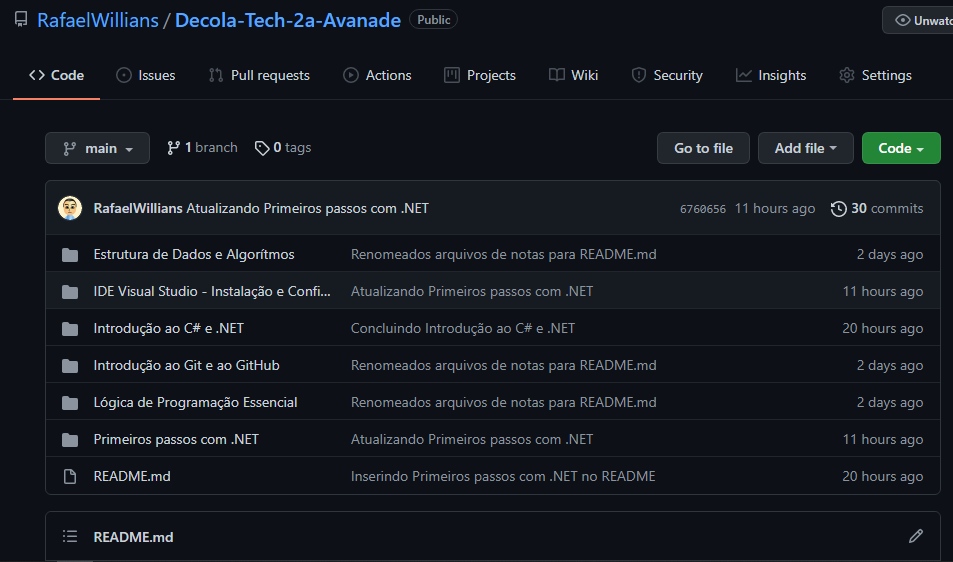 RafaelWillians / Decola-Tech-2a-Avanade Public Unwatc
Code Issues Pull requests Actions Projects Wiki Security Insights Settings
main 1 branch 0 tags Go to file Add file Code
RafaelWillians Atualizando Primeiros passos com .NET 6760656 11 hours ago 30 commits
Estrutura de Dados e Algorítmos Renomeados arquivos de notas para README.md 2 days ago
IDE Visual Studio - Instalação e Confi... Atualizando Primeiros passos com .NET 11 hours ago
Introdução ao C# e .NET Concluindo Introdução ao C# e .NET 20 hours ago
Introdução ao Git e ao GitHub Renomeados arquivos de notas para README.md 2 days ago
Lógica de Programação Essencial Renomeados arquivos de notas para README.md 2 days ago
Primeiros passos com .NET Atualizando Primeiros passos com .NET 11 hours ago
README.md Inserindo Primeiros passos com .NET no README 20 hours ago
README.md